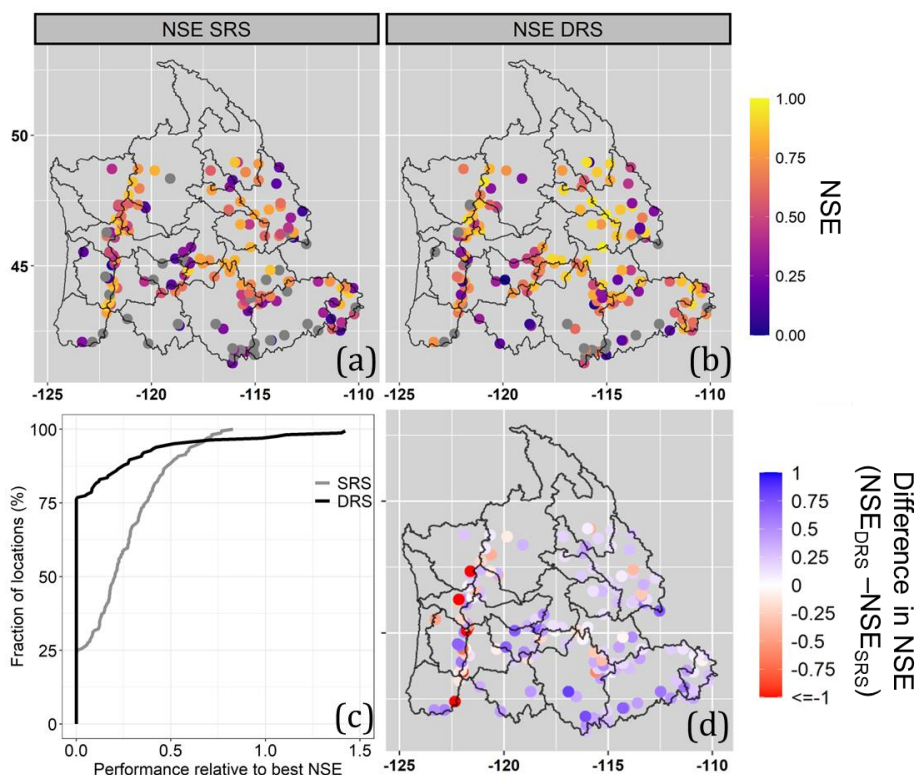 NSE SRS
NSE DRS
50
45
-125 -120 -115 -110
(a)
-125 -120 -115 -110
(b)
1.00
0.75
0.50
0.25
0.00
NSE
100
75
50
25
0
Fraction of locations (%)
SRS
DRS
(c)
0.0 0.5 1.0 1.5
Performance relative to best NSE
(d)
-125 -120 -115 -110
1
0.75
0.5
0.25
0
-0.25
-0.5
-0.75
<=-1
Difference in NSE
(NSEDRS –NSESRS)